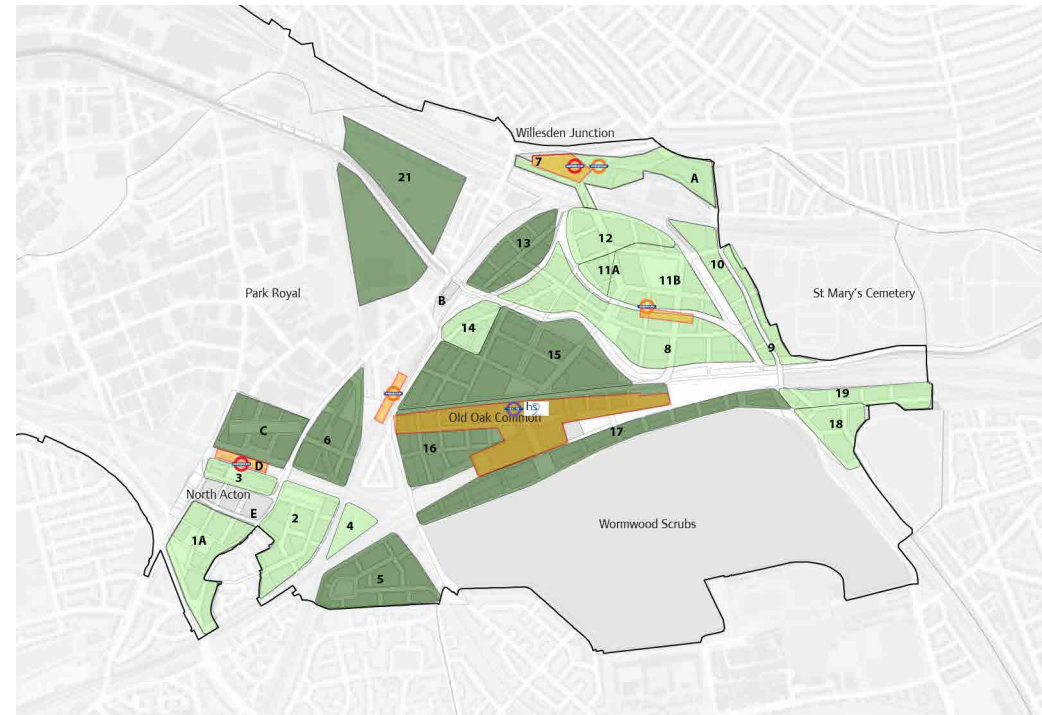 Willesden Junction
7
A
21
12
13
11A
11B
10
Park Royal
B
St Mary's Cemetery
14
8
9
15
19
hs
Old Oak Common
18
C
6
16
17
D
3
North Acton
E
2
4
1A
Wormwood Scrubs
5